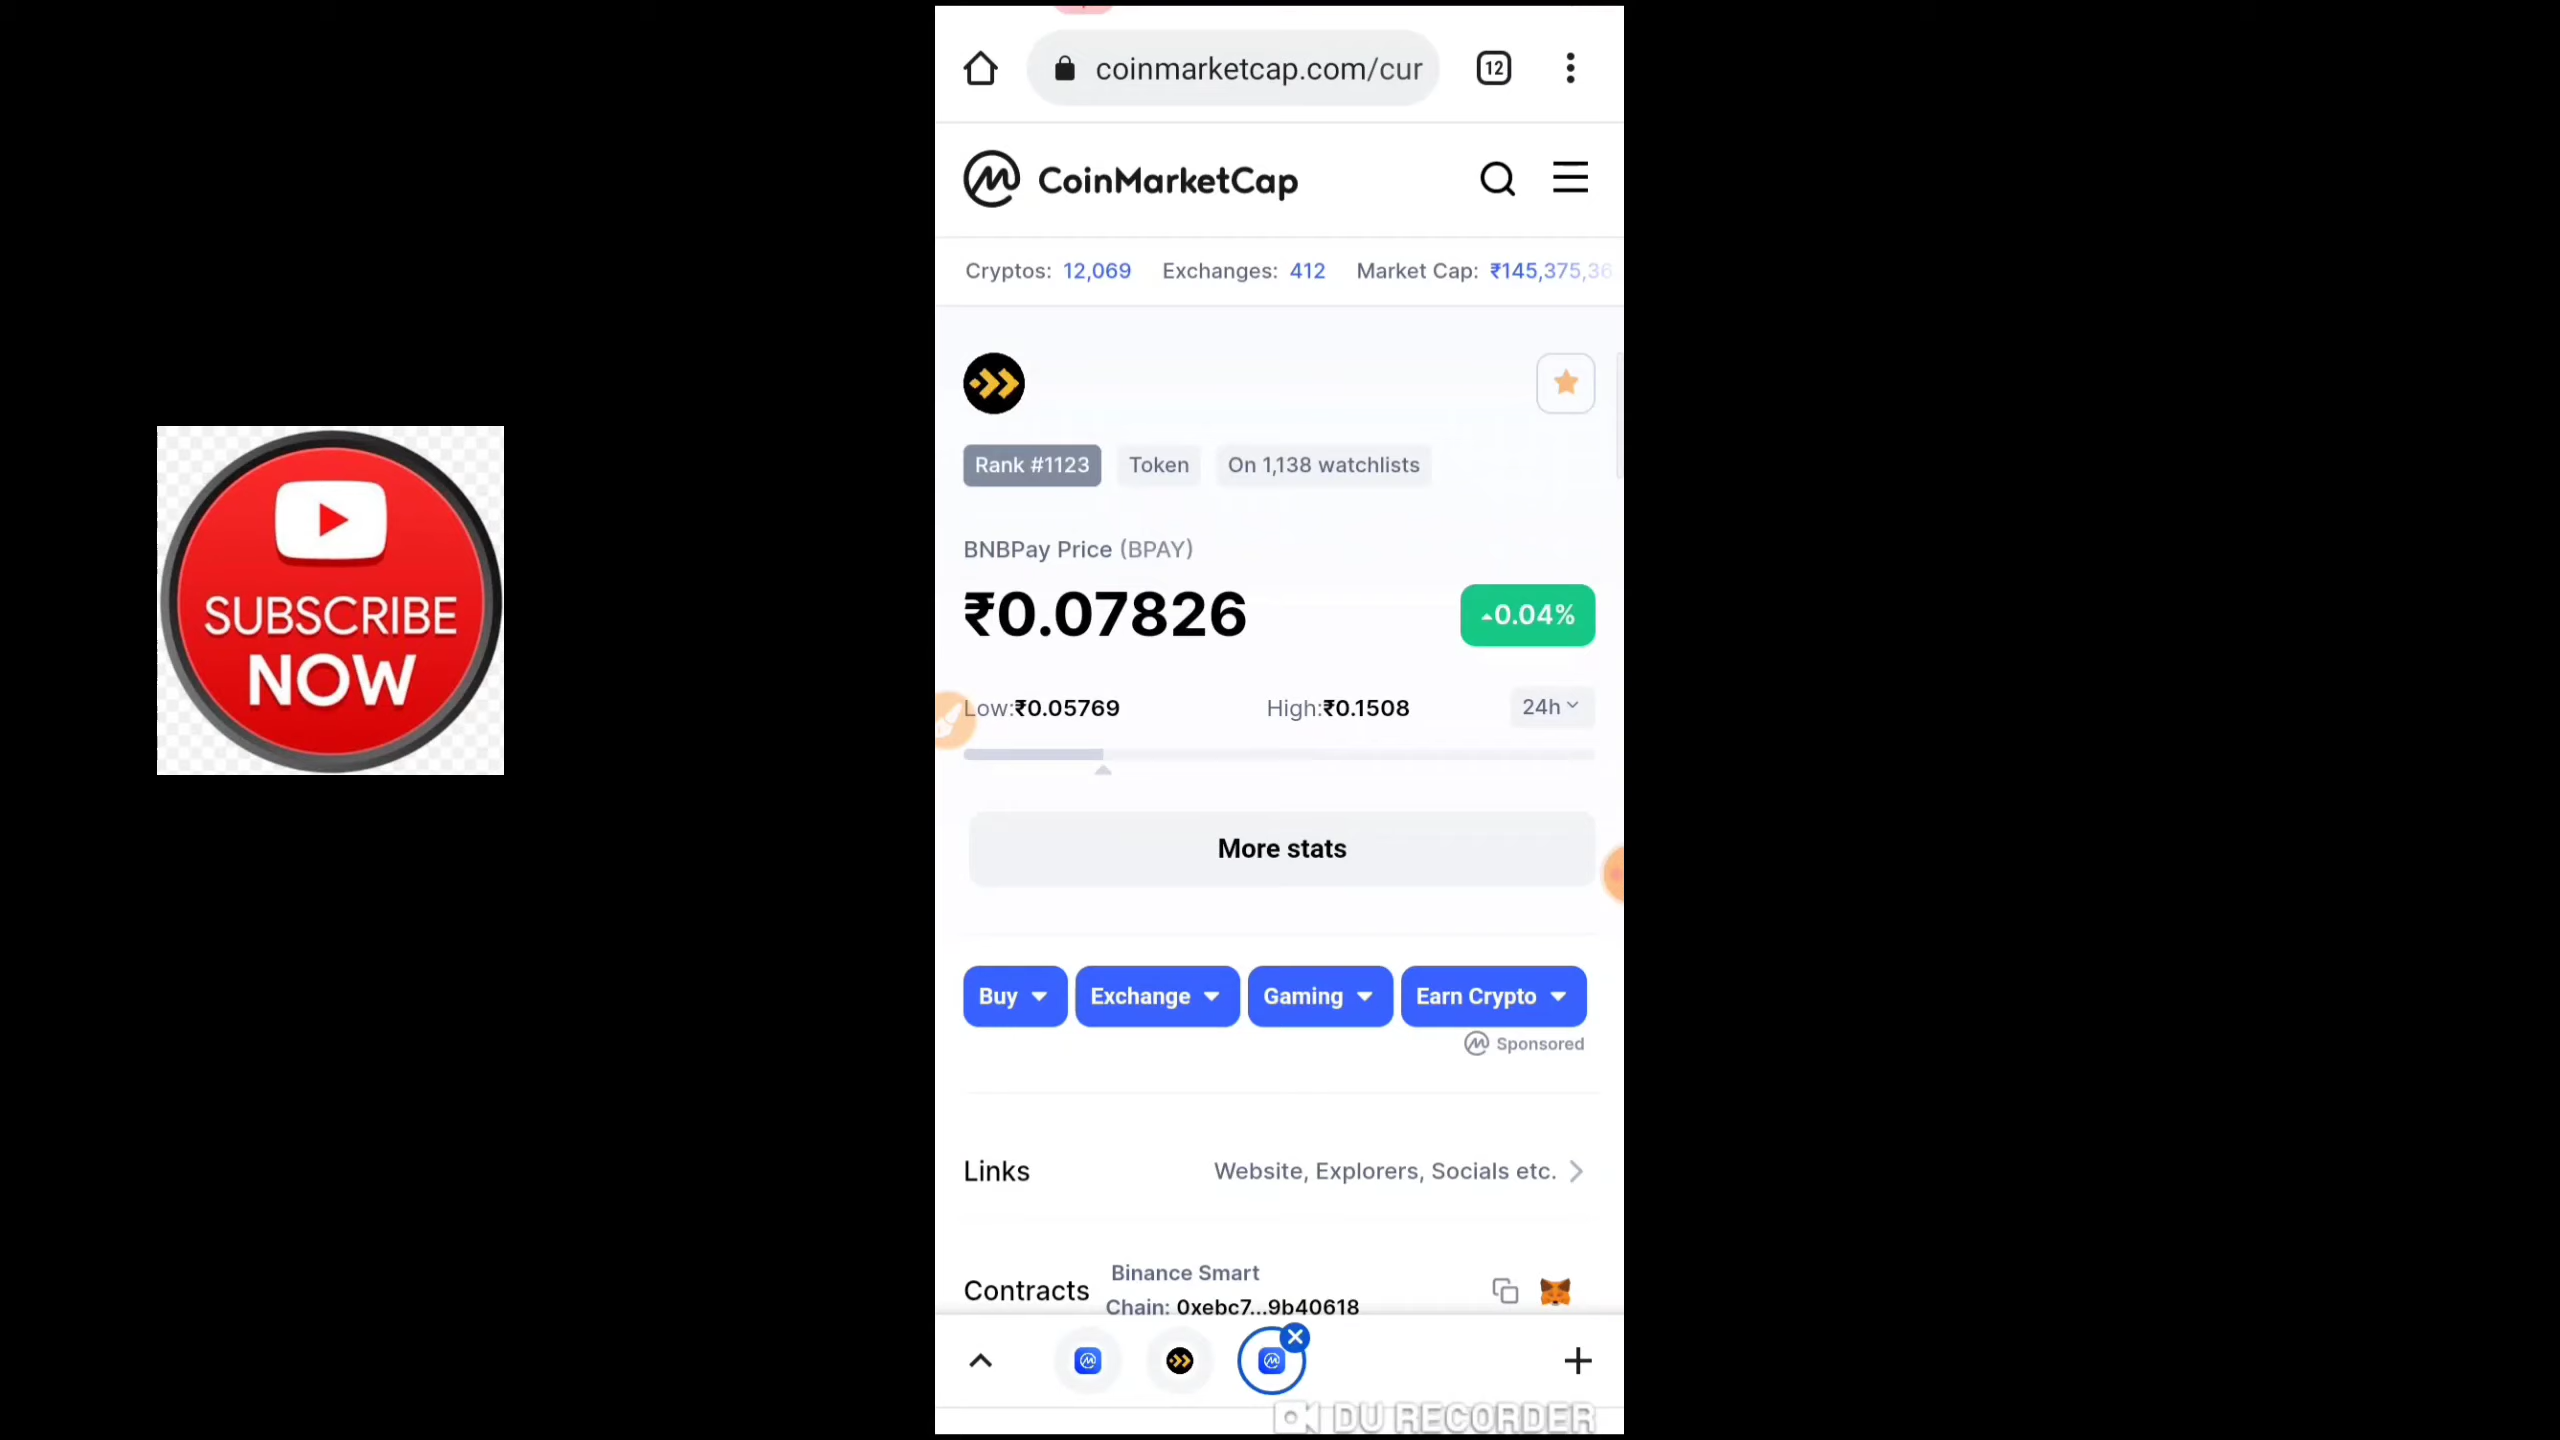 coinmarketcap.com/cur
12
CoinMarketCap
Cryptos: 12,069 Exchanges: 412 Market Cap: ₹145,375,36
Rank #1123 Token On 1,138 watchlists
BNBPay Price (BPAY)
₹0.07826 0.04%
Low:₹0.05769 High:₹0.1508 24h
More stats
Buy Exchange Gaming Earn Crypto
Sponsored
Links Website, Explorers, Socials etc.
Contracts Binance Smart
Chain: 0xebc7...9b40618
DU RECORDER
SUBSCRIBE
NOW